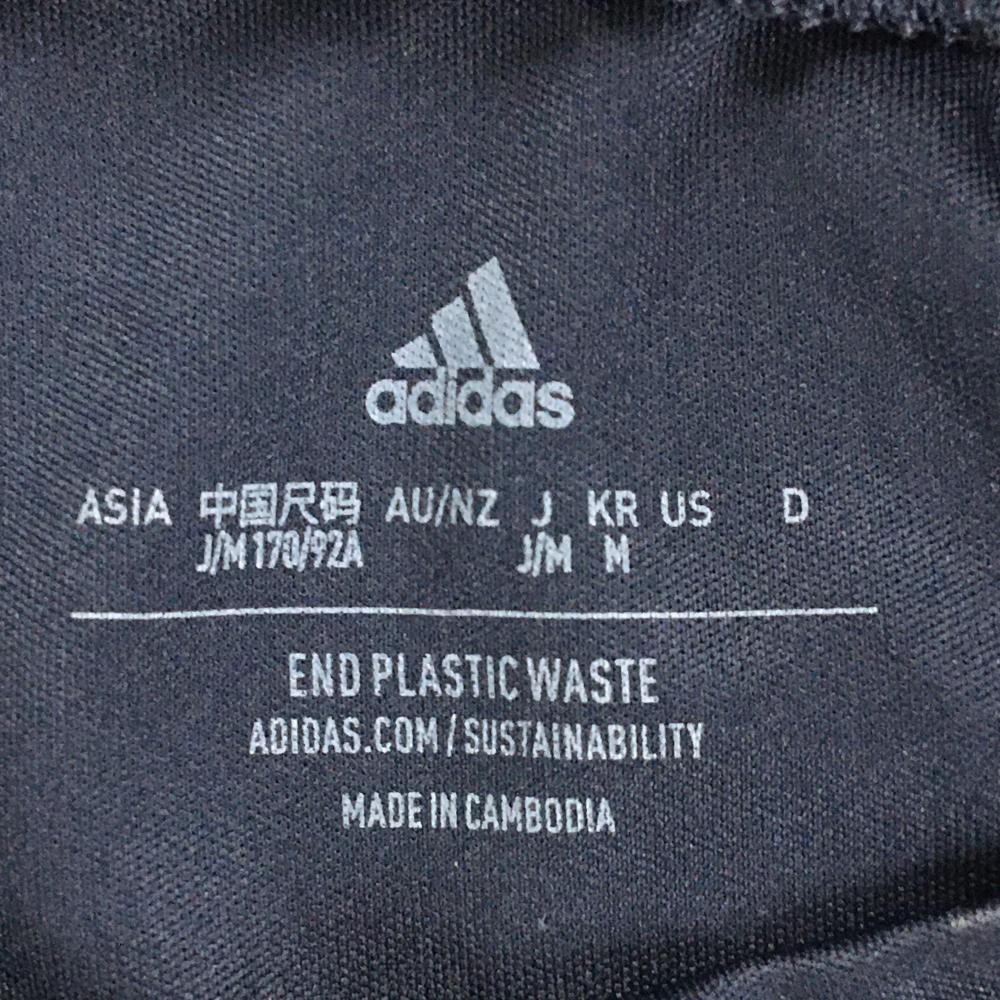 adidas
ASIA 中国尺码 AU/NZ J KR US D
J/M 170/92A J/M M
END PLASTIC WASTE
ADIDAS.COM/SUSTAINABILITY
MADE IN CAMBODIA